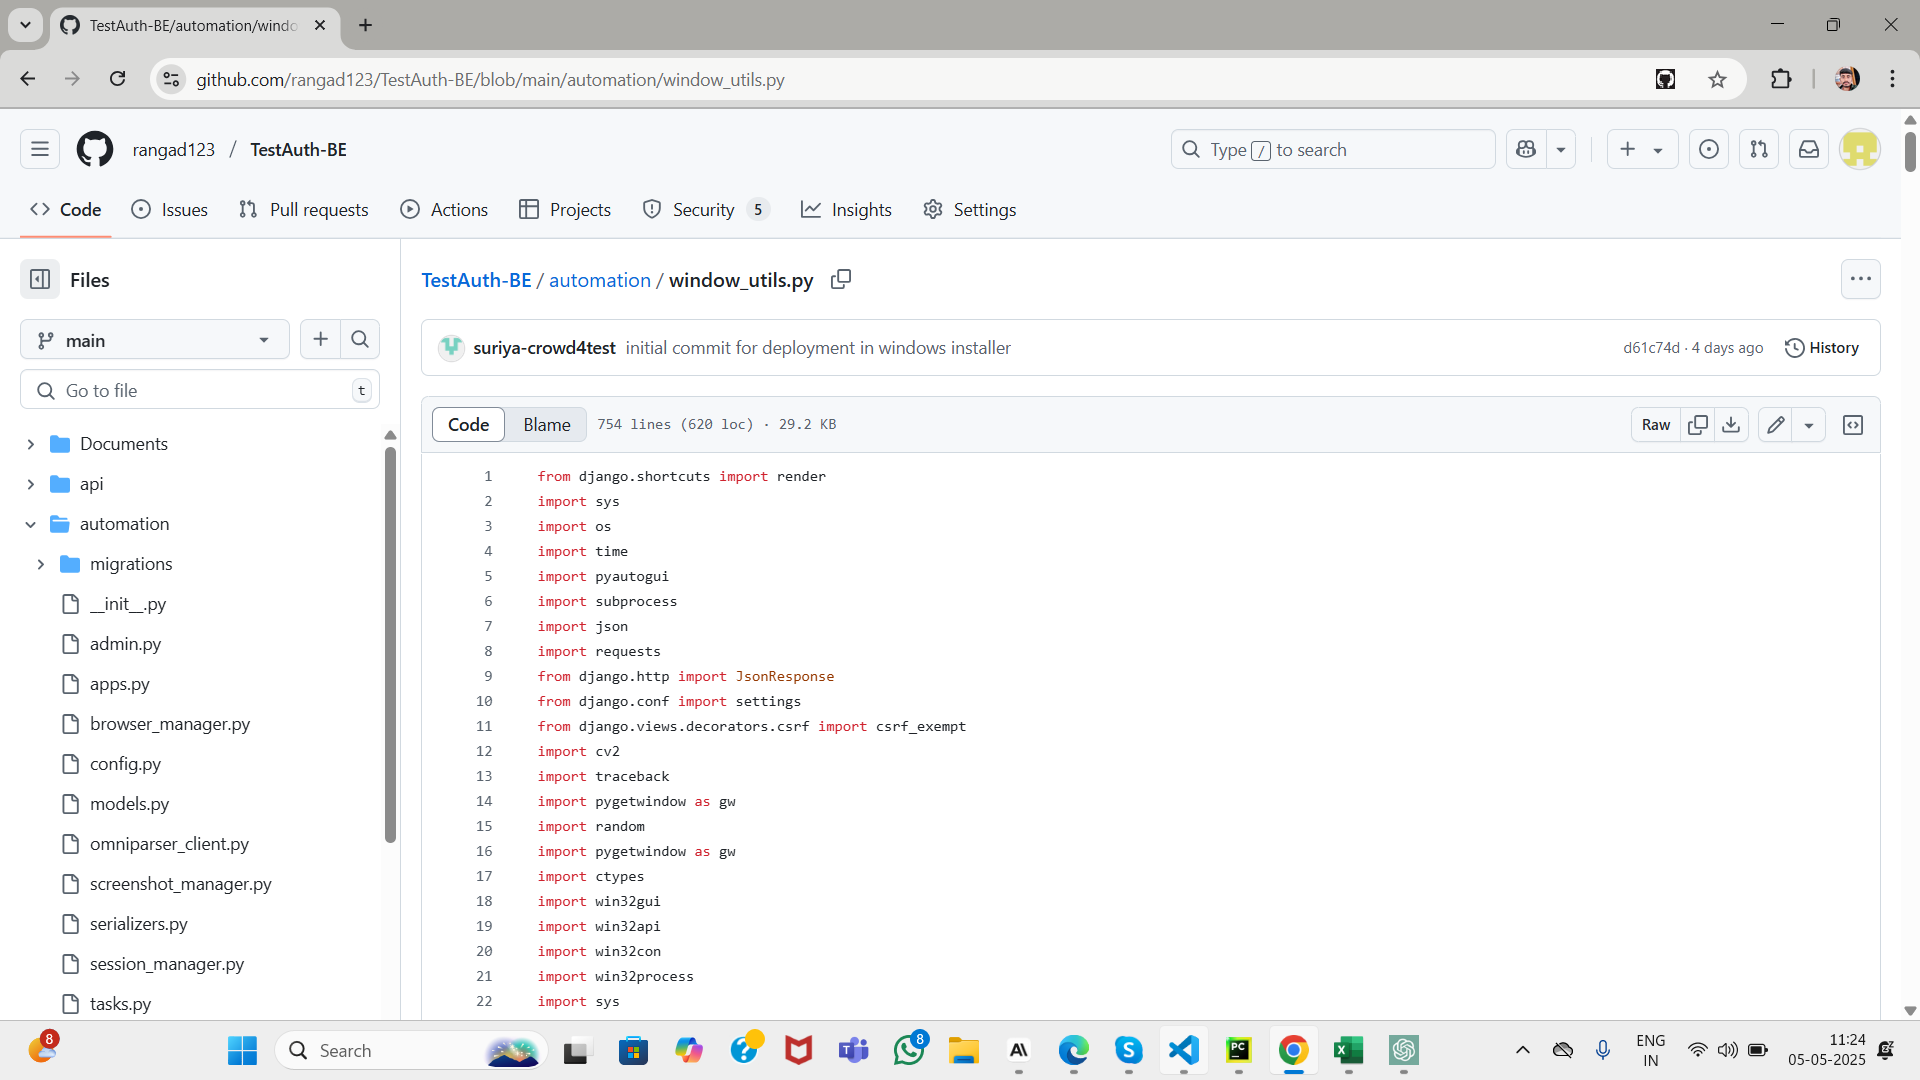 TestAuth-BE/automation/windo
github.com/rangad123/TestAuth-BE/blob/main/automation/window_utils.py
rangad123 / TestAuth-BE
Type / to search
Code
Issues
Pull requests
Actions
Projects
Security 5
Insights
Settings
Files
main
Go to file
t
Documents
api
automation
migrations
__init__.py
admin.py
apps.py
browser_manager.py
config.py
models.py
omniparser_client.py
screenshot_manager.py
serializers.py
session_manager.py
tasks.py
TestAuth-BE / automation / window_utils.py
suriya-crowd4test initial commit for deployment in windows installer
d61c74d · 4 days ago
History
Code
Blame
754 lines (620 loc) · 29.2 KB
Raw
1 from django.shortcuts import render
2 import sys
3 import os
4 import time
5 import pyautogui
6 import subprocess
7 import json
8 import requests
9 from django.http import JsonResponse
10 from django.conf import settings
11 from django.views.decorators.csrf import csrf_exempt
12 import cv2
13 import traceback
14 import pygetwindow as gw
15 import random
16 import pygetwindow as gw
17 import ctypes
18 import win32gui
19 import win32api
20 import win32con
21 import win32process
22 import sys
8
Search
8
PC
ENG
IN
11:24
05-05-2025